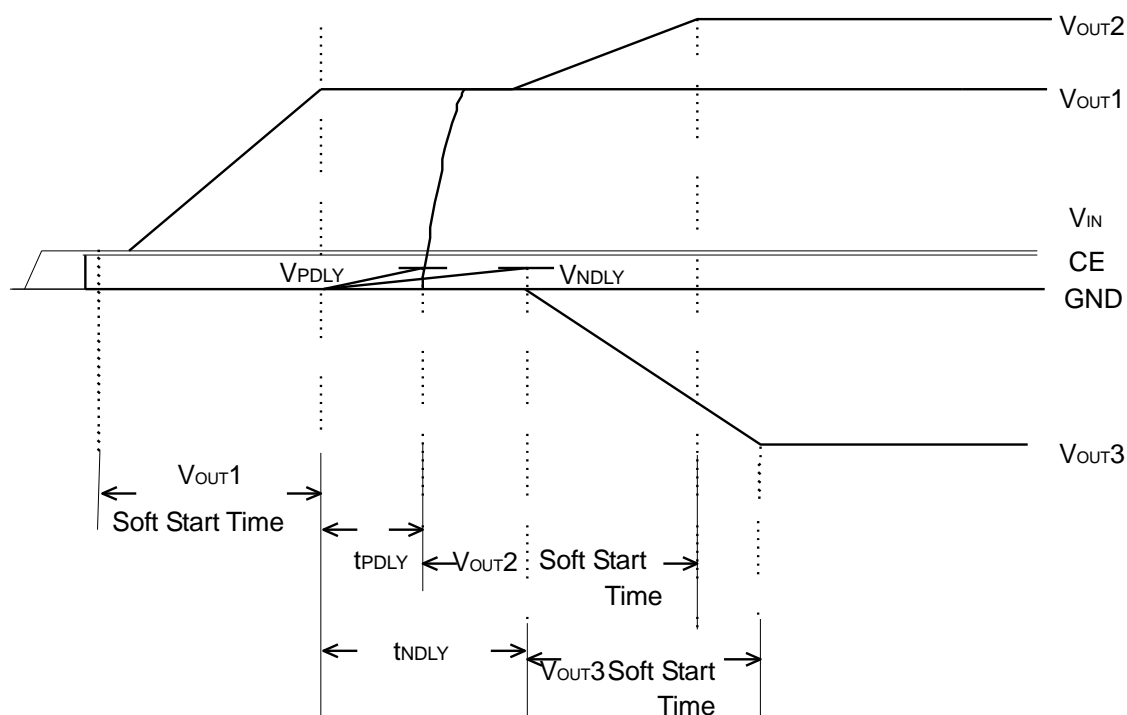 VOUT2
VOUT1
VIN
CE
VPDLY
VNDLY
GND
VOUT3
VOUT1
Soft Start Time
tPDLY
VOUT2
Soft Start
Time
tNDLY
VOUT3 Soft Start
Time